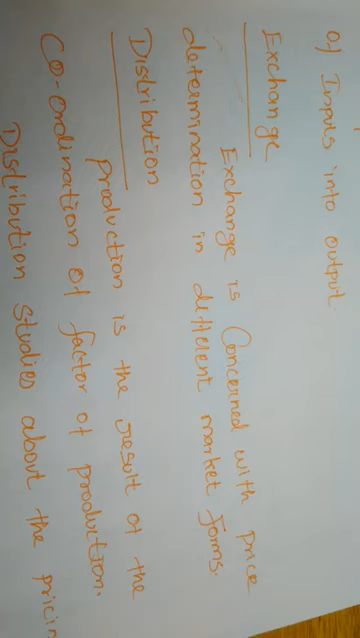 of Inputs into output
Exchange
Exchange is Concerned with price
determination in different market forms.
Distribution
Production is the result of the
Co-ordination of factor of production.
Distribution studies about the pricin